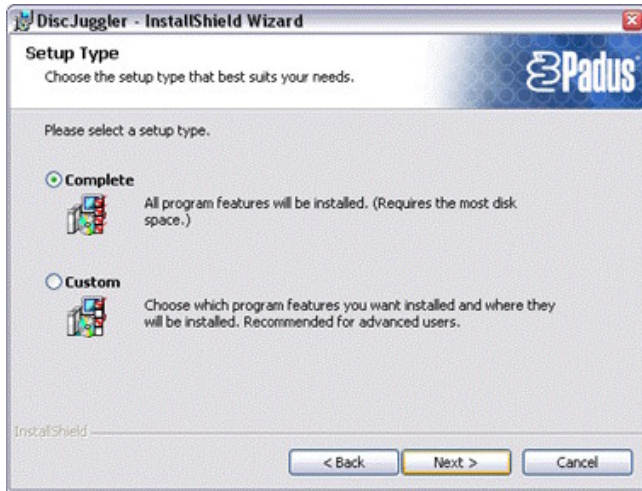 DiscJuggler - InstallShield Wizard
Setup Type
Choose the setup type that best suits your needs.
Padus
Please select a setup type.
Complete
All program features will be installed. (Requires the most disk
space.)
Custom
Choose which program features you want installed and where they
will be installed. Recommended for advanced users.
InstallShield
< Back
Next >
Cancel